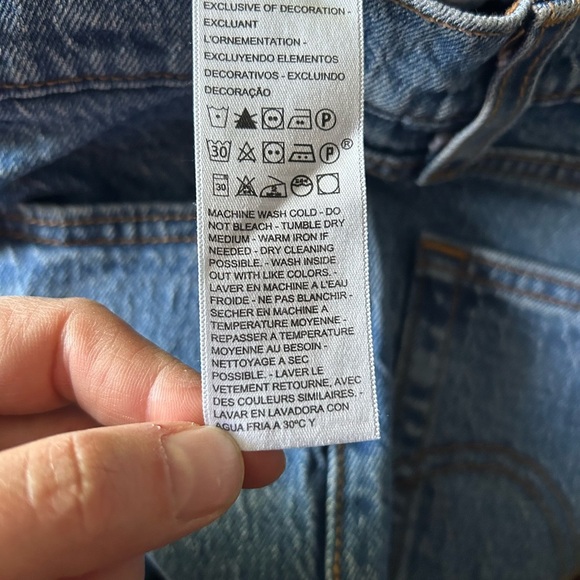 EXCLUSIVE OF DECORATION -
EXCLUANT
L'ORNEMENTATION -
EXCLUYENDO ELEMENTOS
DECORATIVOS - EXCLUINDO
DECORAÇÃO
P
30 P®
30
MACHINE WASH COLD - DO
NOT BLEACH - TUMBLE DRY
MEDIUM - WARM IRON IF
NEEDED - DRY CLEANING
POSSIBLE. - WASH INSIDE
OUT WITH LIKE COLORS. -
LAVER EN MACHINE A L'EAU
FROIDE - NE PAS BLANCHIR -
SECHER EN MACHINE A
TEMPERATURE MOYENNE -
REPASSER A TEMPERATURE
MOYENNE AU BESOIN -
NETTOYAGE A SEC
POSSIBLE. - LAVER LE
VETEMENT RETOURNE, AVEC
DES COULEURS SIMILAIRES. -
LAVAR EN LAVADORA CON
AGUA FRIA A 30ºC Y